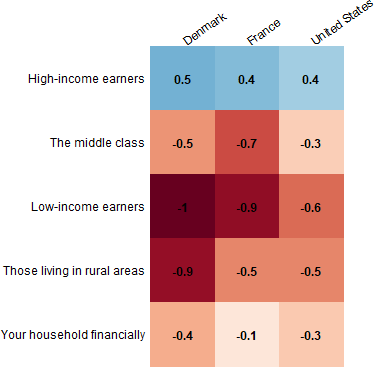 Denmark France United States
High-income earners 0.5 0.4 0.4
The middle class -0.5 -0.7 -0.3
Low-income earners -1 -0.9 -0.6
Those living in rural areas -0.9 -0.5 -0.5
Your household financially -0.4 -0.1 -0.3